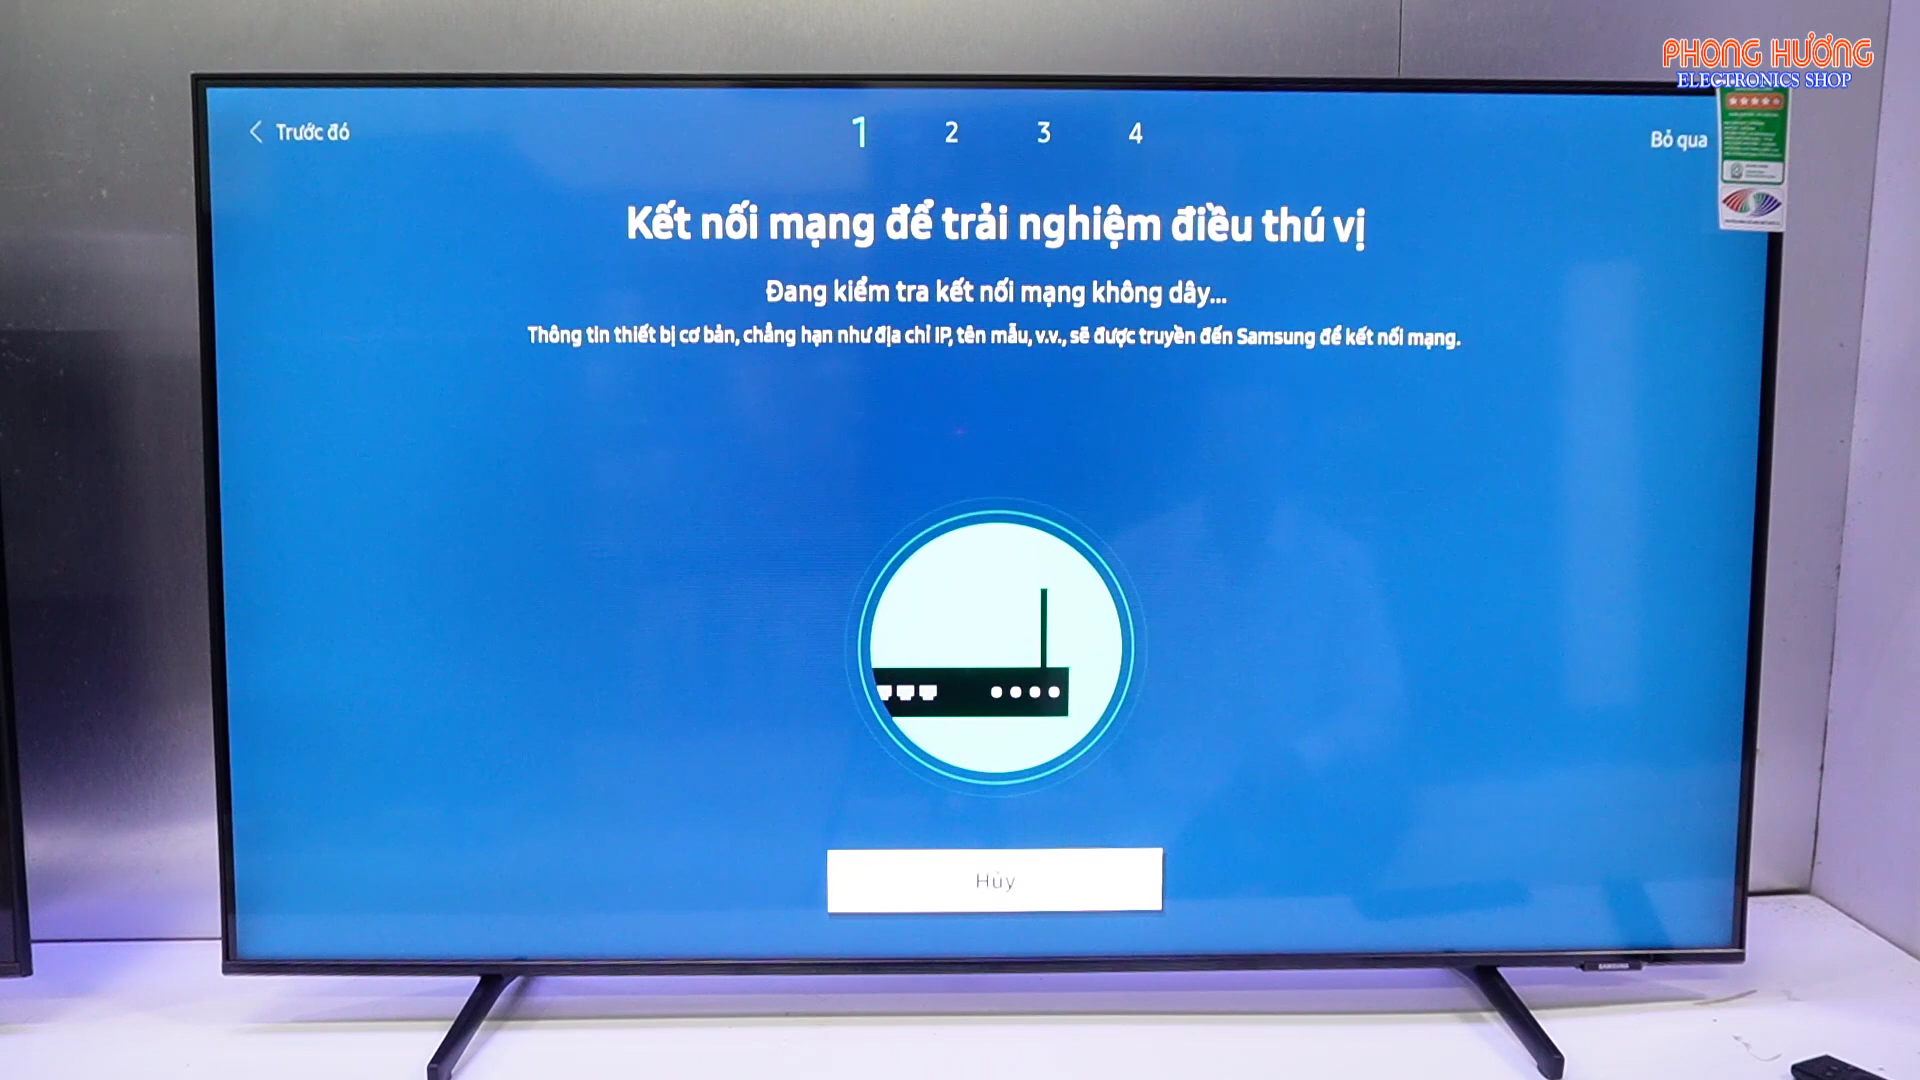 PHONG HƯƠNG
ELECTRONICS SHOP
Trước đó
1 2 3 4
Bỏ qua
Kết nối mạng để trải nghiệm điều thú vị
Đang kiểm tra kết nối mạng không dây...
Thông tin thiết bị cơ bản, chẳng hạn như địa chỉ IP, tên mẫu, v.v., sẽ được truyền đến Samsung để kết nối mạng.
Hủy
SAMSUNG